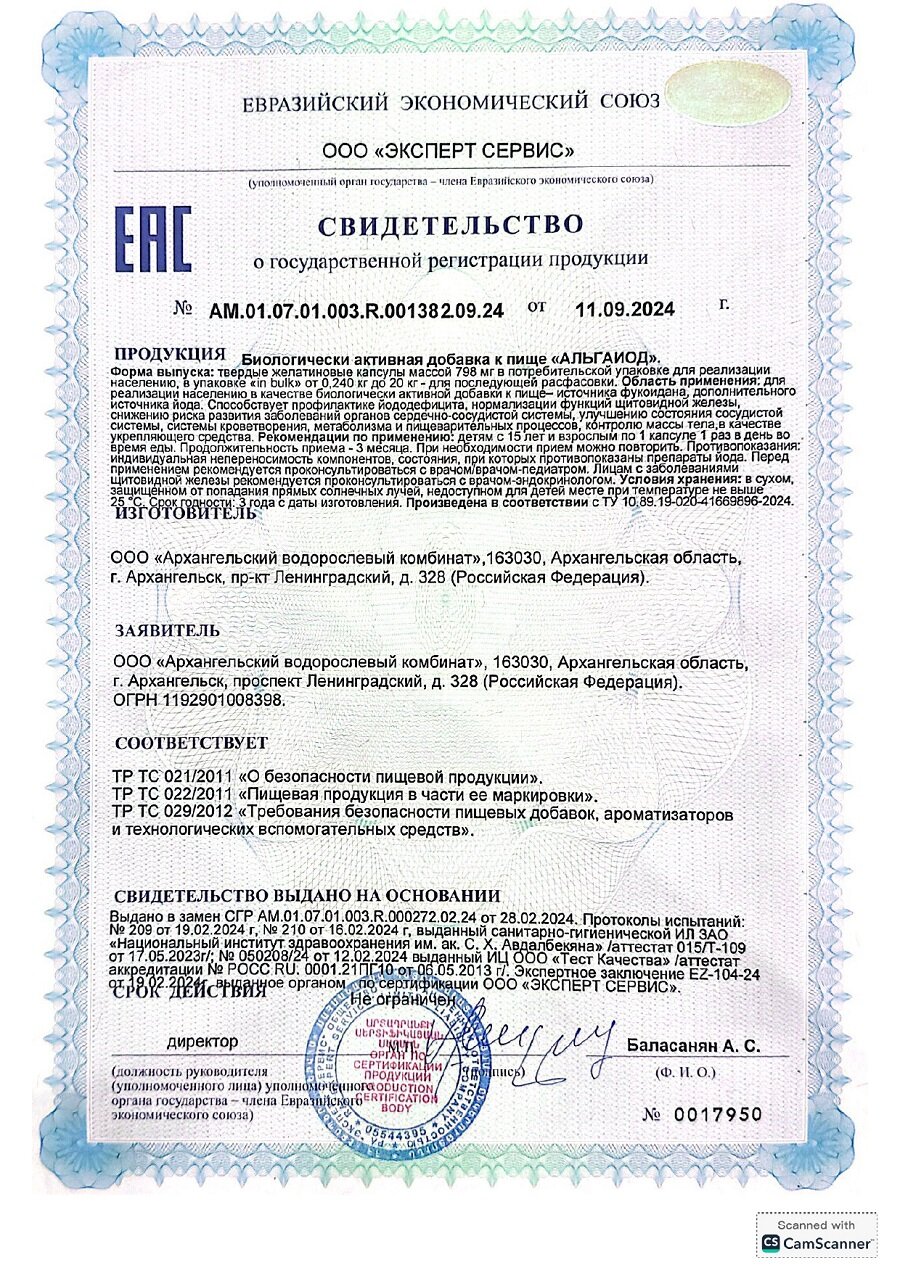 ЕВРАЗИЙСКИЙ ЭКОНОМИЧЕСКИЙ СОЮЗ
ООО «ЭКСПЕРТ СЕРВИС»
(уполномоченный орган государства – члена Евразийского экономического союза)
EAC
СВИДЕТЕЛЬСТВО
о государственной регистрации продукции
№ AM.01.07.01.003.R.001382.09.24 от 11.09.2024 г.
ПРОДУКЦИЯ Биологически активная добавка к пище «АЛЬГАИОД».
Форма выпуска: твердые желатиновые капсулы массой 798 мг в потребительской упаковке для реализации
населению, в упаковке «in bulk» от 0,240 кг до 20 кг - для последующей расфасовки. Область применения: для
реализации населению в качестве биологически активной добавки к пище– источника фукоидана, дополнительного
источника йода. Способствует профилактике йододефицита, нормализации функций щитовидной железы,
снижению риска развития заболеваний органов сердечно-сосудистой системы, улучшению состояния сосудистой
системы, системы кроветворения, метаболизма и пищеварительных процессов, контролю массы тела,в качестве
укрепляющего средства. Рекомендации по применению: детям с 15 лет и взрослым по 1 капсуле 1 раз в день во
время еды. Продолжительность приема - 3 месяца. При необходимости прием можно повторить. Противопоказания:
индивидуальная непереносимость компонентов, состояния, при которых противопоказаны препараты йода. Перед
применением рекомендуется проконсультироваться с врачом/врачом-педиатром. Лицам с заболеваниями
щитовидной железы рекомендуется проконсультироваться с врачом-эндокринологом. Условия хранения: в сухом,
защищенном от попадания прямых солнечных лучей, недоступном для детей месте при температуре не выше
25 °С. Срок годности: 3 года с даты изготовления. Произведена в соответствии с ТУ 10.89.19-020-41669896-2024.
ИЗГОТОВИТЕЛЬ
ООО «Архангельский водорослевый комбинат»,163030, Архангельская область,
г. Архангельск, пр-кт Ленинградский, д. 328 (Российская Федерация).
ЗАЯВИТЕЛЬ
ООО «Архангельский водорослевый комбинат», 163030, Архангельская область,
г. Архангельск, проспект Ленинградский, д. 328 (Российская Федерация).
ОГРН 1192901008398.
СООТВЕТСТВУЕТ
ТР ТС 021/2011 «О безопасности пищевой продукции».
ТР ТС 022/2011 «Пищевая продукция в части ее маркировки».
ТР ТС 029/2012 «Требования безопасности пищевых добавок, ароматизаторов
и технологических вспомогательных средств».
СВИДЕТЕЛЬСТВО ВЫДАНО НА ОСНОВАНИИ
Выдано в замен СГР AM.01.07.01.003.R.000272.02.24 от 28.02.2024. Протоколы испытаний:
№ 209 от 19.02.2024 г, № 210 от 16.02.2024 г, выданный санитарно-гигиенической ИЛ ЗАО
«Национальный институт здравоохранения им. ак. С. Х. Авдалбекяна» /аттестат 015/Т-109
от 17.05.2023г/; № 050208/24 от 12.02.2024 выданный ИЦ ООО «Тест Качества» /аттестат
аккредитации № РОСС RU. 0001.21ПГ10 от 06.05.2013 г/. Экспертное заключение EZ-104-24
от 19.02.2024г, выданное органом по сертификации ООО «ЭКСПЕРТ СЕРВИС».
СРОК ДЕЙСТВИЯ
Не ограничен
ОРГАН ПО
СЕРТИФИКАЦИИ
ПРОДУКЦИИ
PRODUCTION
CERTIFICATION
BODY
05544395
директор
Баласанян А. С.
(должность руководителя
(уполномоченного лица) уполномоченного
органа государства – члена Евразийского
экономического союза)
(подпись)
(Ф. И. О.)
№ 0017950
Scanned with
CS CamScanner